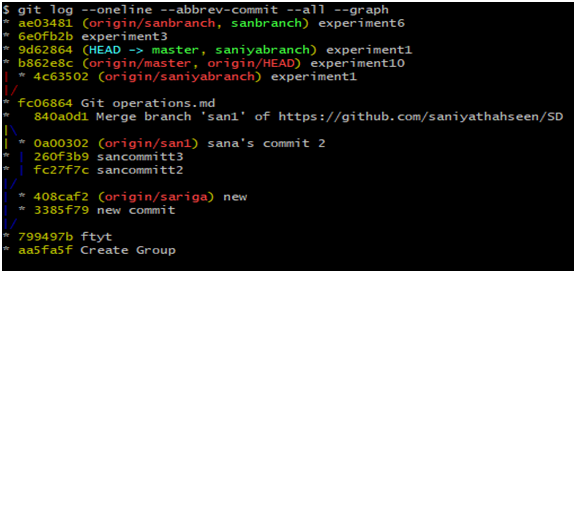 $ git log --oneline --abbrev-commit --all --graph
* ae03481 (origin/sanbranch, sanbranch) experiment6
* 6e0fb2b experiment3
* 9d62864 (HEAD -> master, saniyabranch) experiment1
* b862e8c (origin/master, origin/HEAD) experiment10
| * 4c63502 (origin/saniyabranch) experiment1
|/
* fc06864 Git operations.md
*   840a0d1 Merge branch 'san1' of https://github.com/saniyathahseen/SD
|\
| * 0a00302 (origin/san1) sana's commit 2
* | 260f3b9 sancommitt3
* | fc27f7c sancommitt2
|/
| * 408caf2 (origin/sariga) new
| * 3385f79 new commit
|/
* 799497b ftyt
* aa5fa5f Create Group